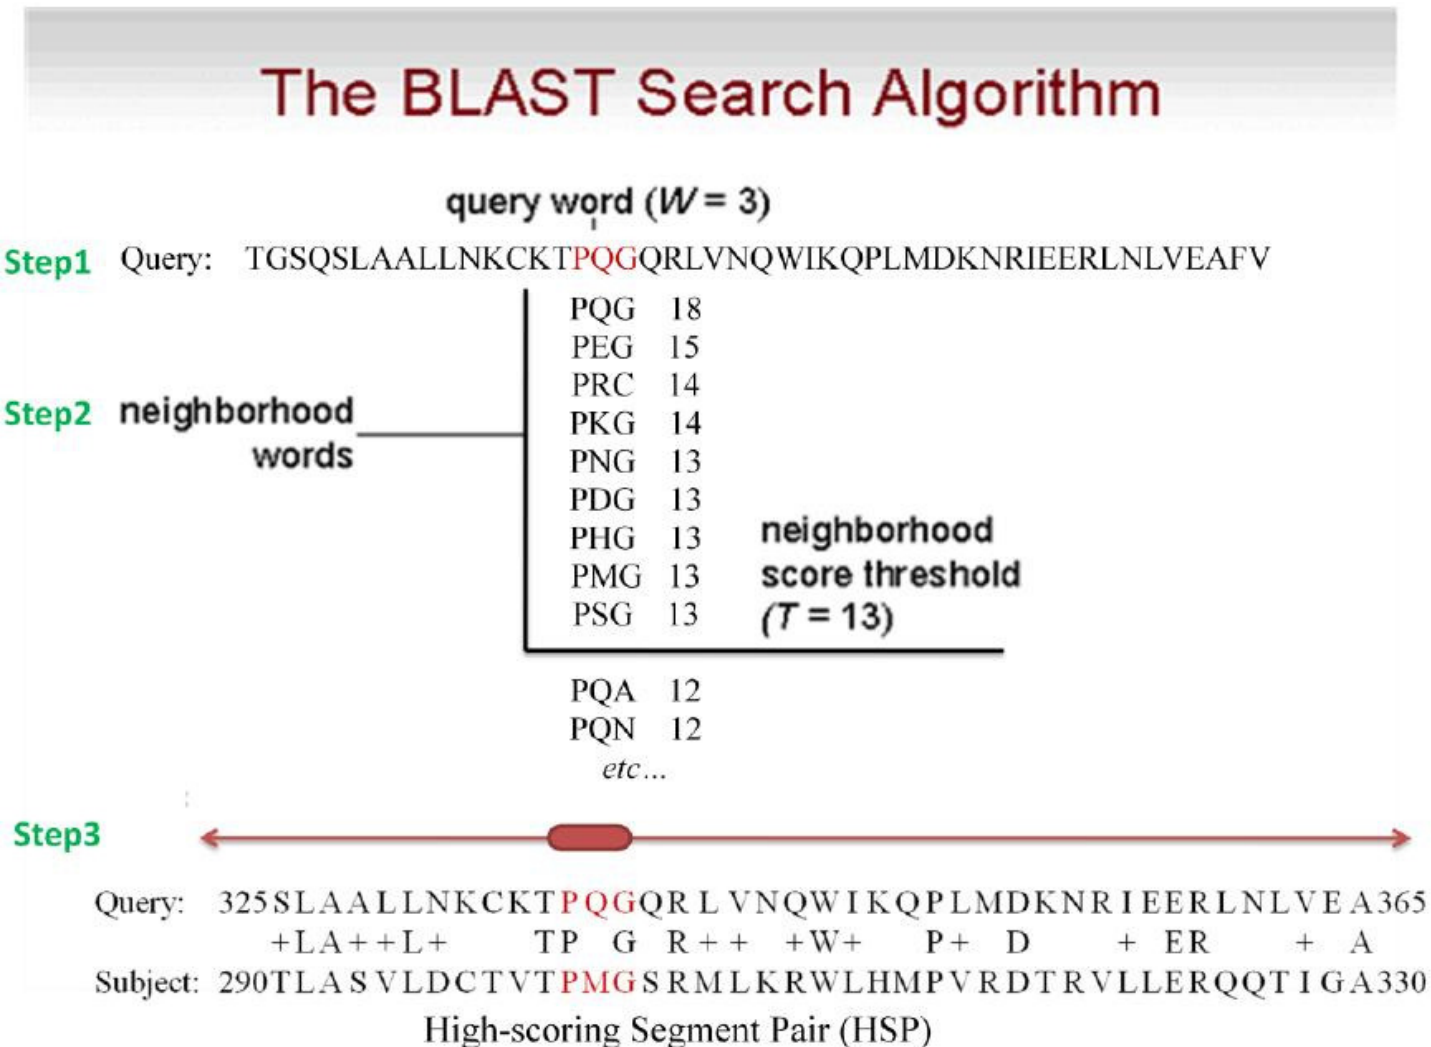 The BLAST Search Algorithm
query word (W = 3)
Step1 Query: TGSQSLAALLNKCKTPQGQRLVNQWIKQPLMDKNRIEERLNLVEAFV
PQG 18
PEG 15
PRC 14
Step2 neighborhood words
PKG 14
PNG 13
PDG 13
PHG 13
PMG 13
PSG 13
neighborhood
score threshold
(T = 13)
PQA 12
PQN 12
etc...
Step3
Query: 325 SLAALLNKCKTPQGQRLVNQWIKQPLMDKNRIEERLNLVEA 365
+LA++L+ TP G R++ +W+ P+ D + ER + A
Subject: 290 TLASVLDCTVTPMGSRMLKRWLHMPVRDTRVLLERQQTIGA 330
High-scoring Segment Pair (HSP)